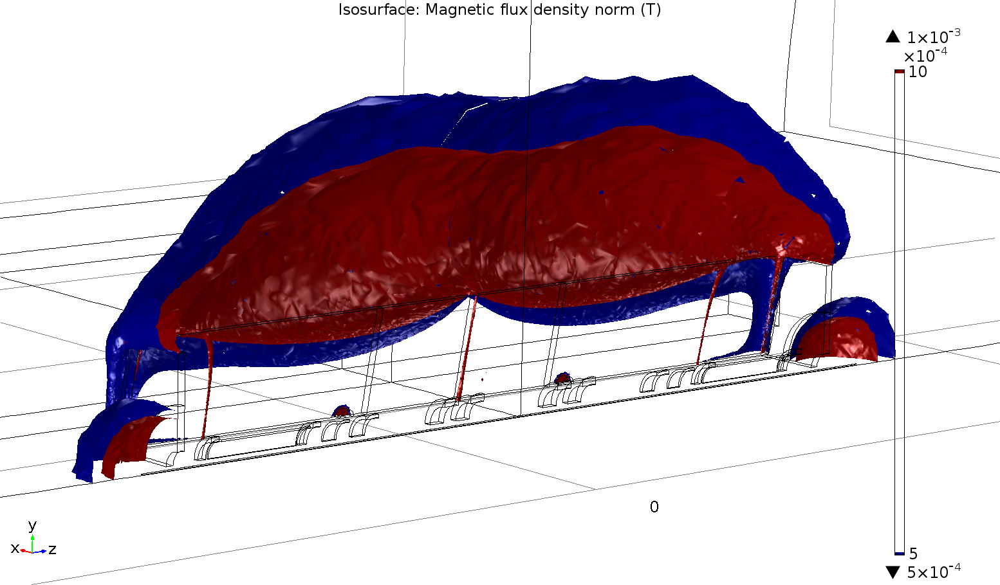 Isosurface: Magnetic flux density norm (T)
▲ 1×10⁻³
×10⁻⁴
10
0
y
x z
5
▼ 5×10⁻⁴